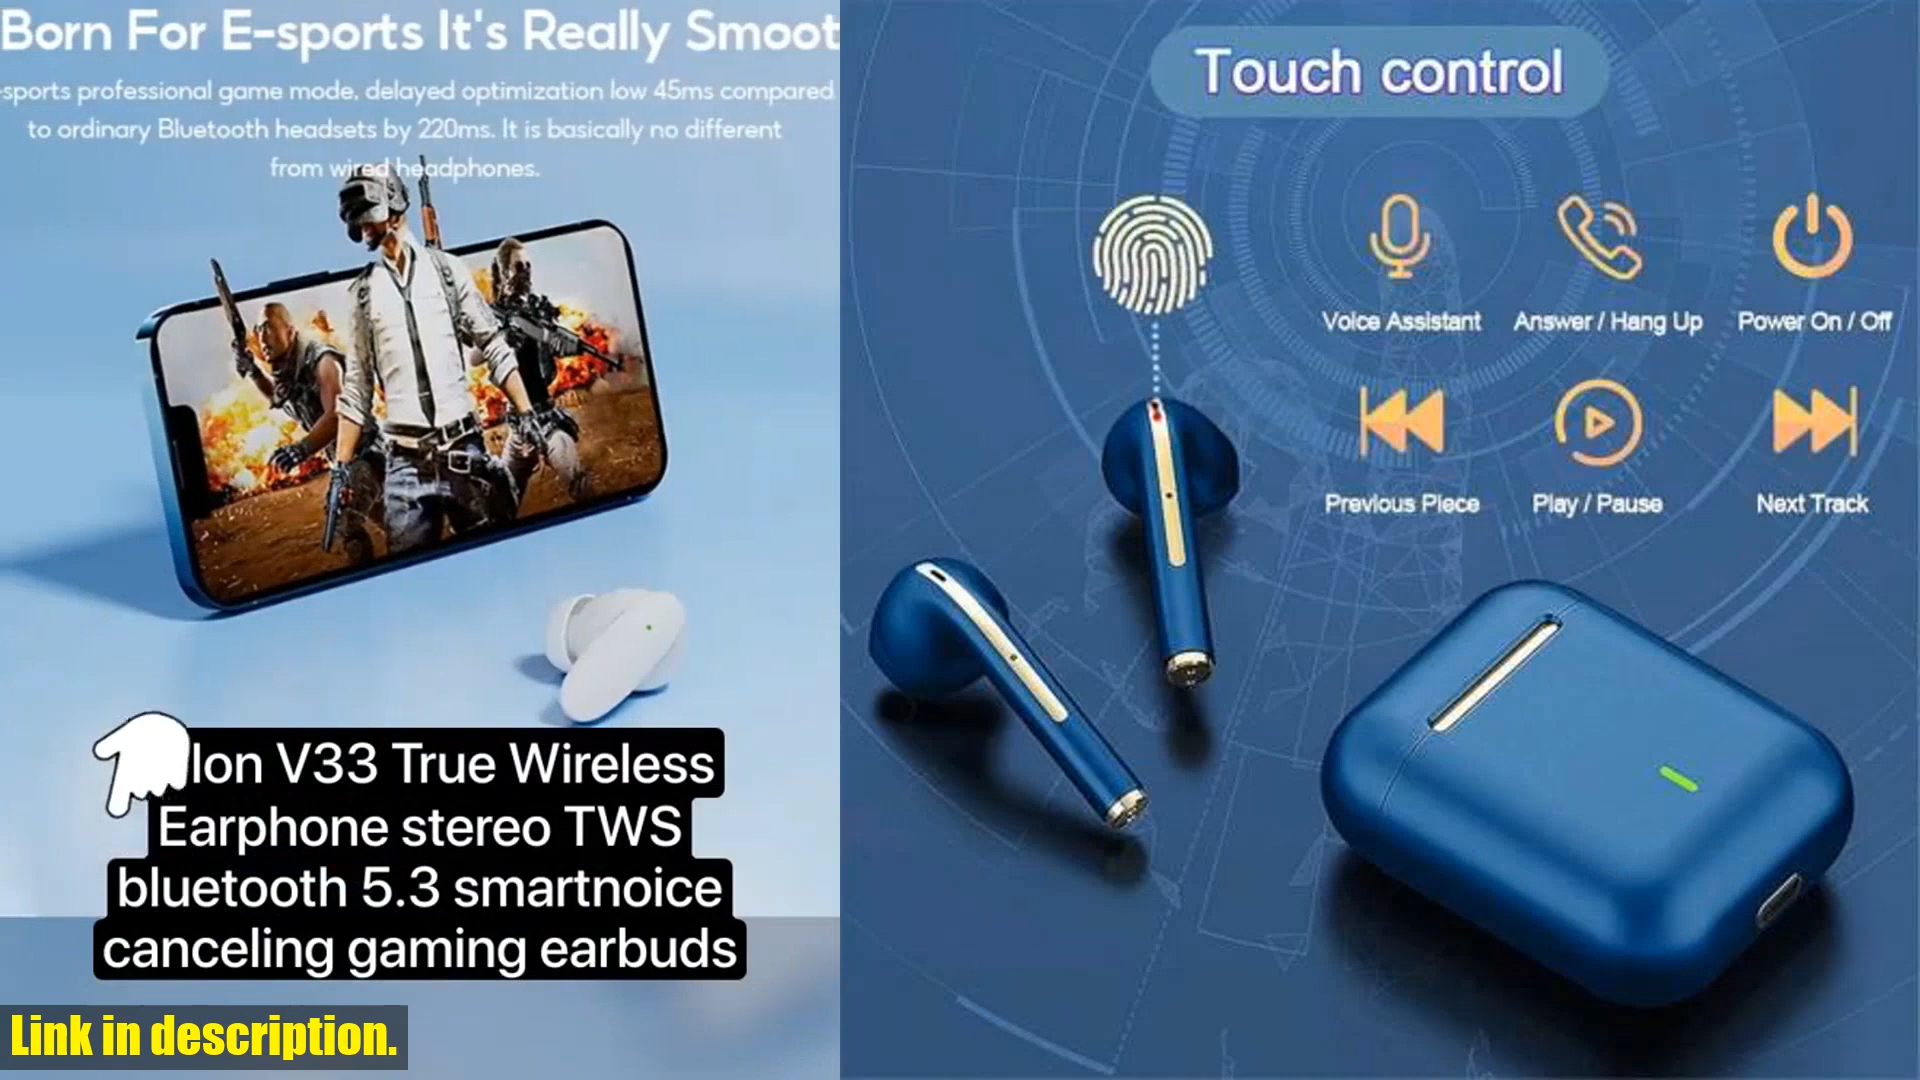 Born For E-sports It's Really Smoot
-sports professional game mode, delayed optimization low 45ms compared
to ordinary Bluetooth headsets by 220ms. It is basically no different
from wired headphones.
lon V33 True Wireless
Earphone stereo TWS
bluetooth 5.3 smartnoice
canceling gaming earbuds
Link in description.
Touch control
Voice Assistant
Answer / Hang Up
Power On / Off
Previous Piece
Play / Pause
Next Track